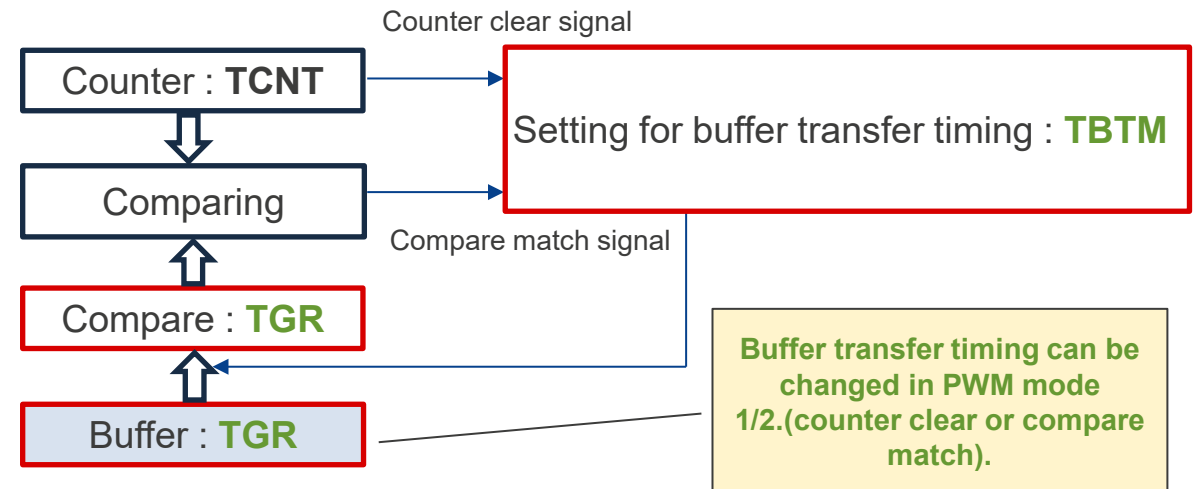 Counter clear signal
Counter : TCNT
Setting for buffer transfer timing : TBTM
Comparing
Compare match signal
Compare : TGR
Buffer : TGR
Buffer transfer timing can be
changed in PWM mode
1/2.(counter clear or compare
match).